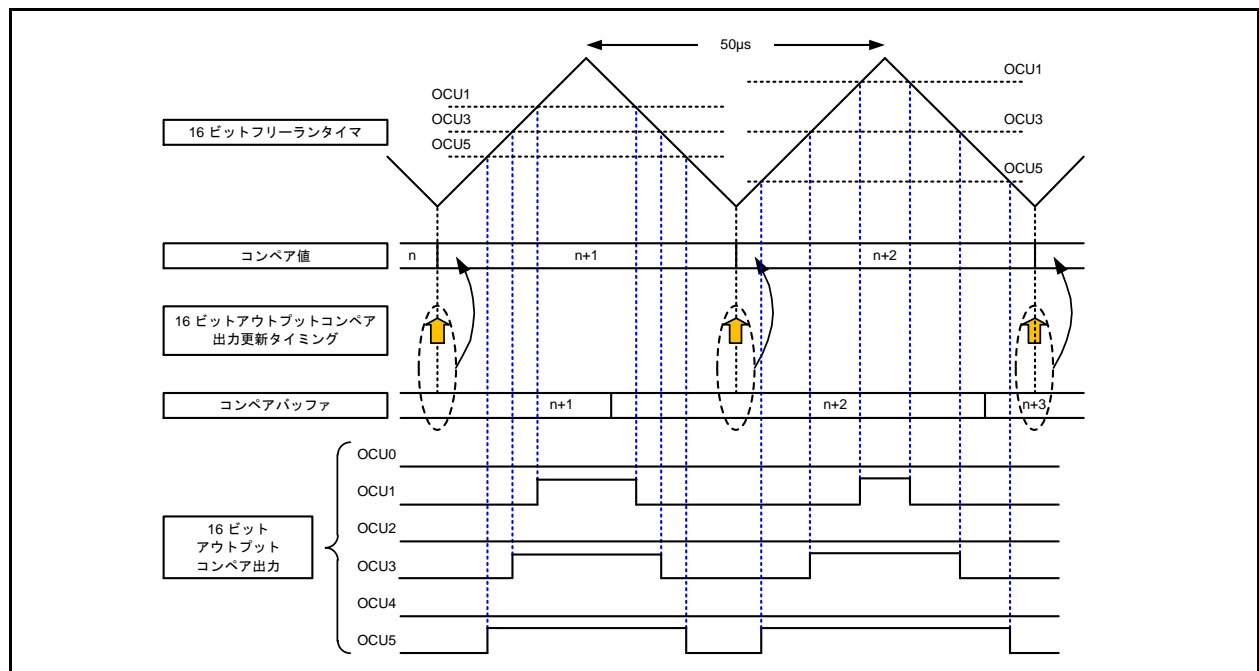 50µs
OCU1
OCU3
OCU5
OCU1
OCU3
OCU5
16 ビットフリーランタイマ
コンペア値
n
n+1
n+2
16 ビットアウトプットコンペア
出力更新タイミング
コンペアバッファ
n+1
n+2
n+3
OCU0
OCU1
OCU2
OCU3
OCU4
OCU5
16 ビット
アウトプット
コンペア出力